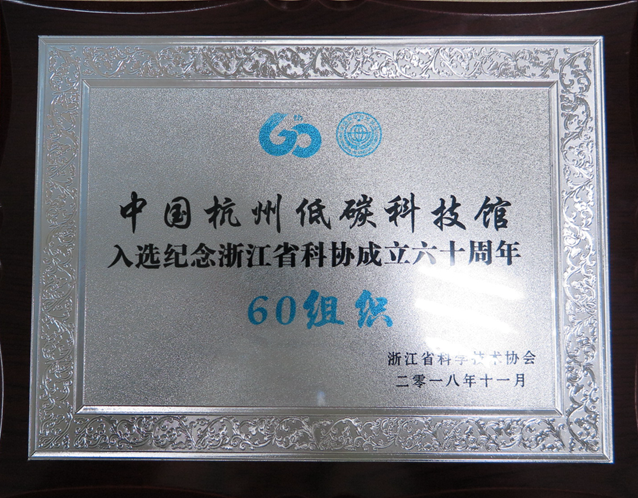 60th
中国杭州低碳科技馆
入选纪念浙江省科协成立六十周年
60组织
浙江省科学技术协会
二零一八年十一月